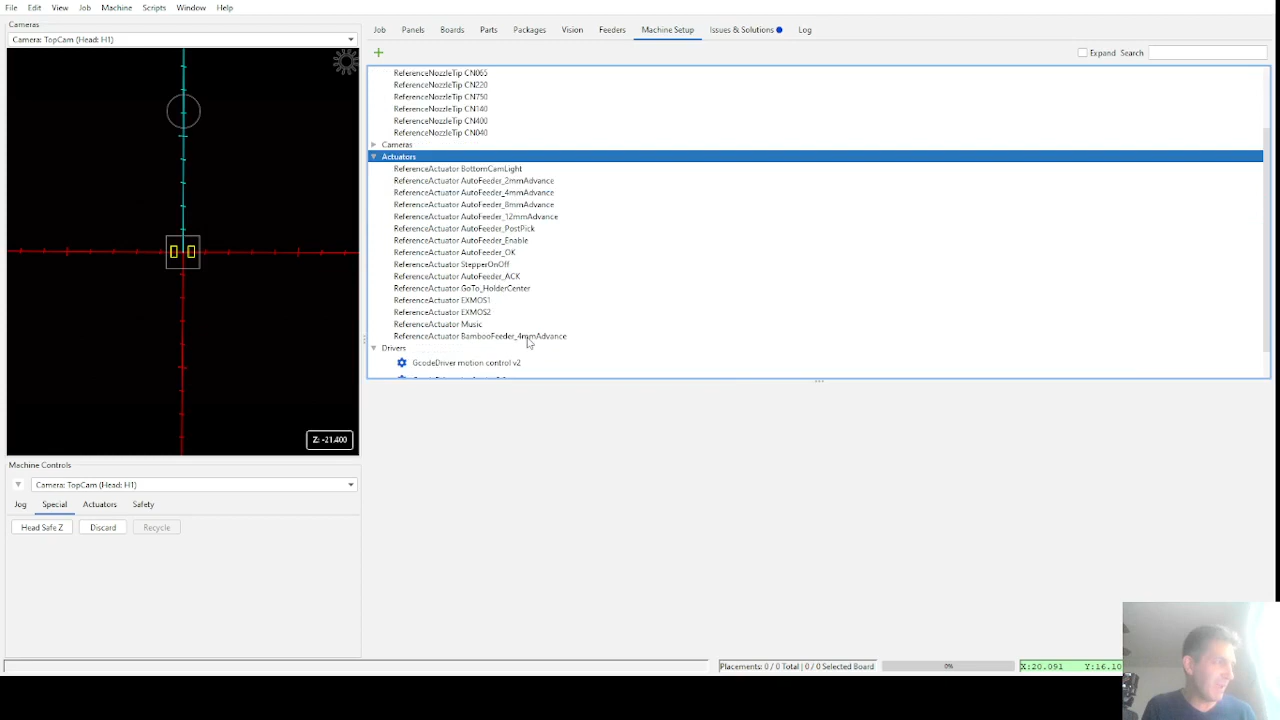 File Edit View Job Machine Scripts Window Help
Cameras
Camera: TopCam (Head: H1)
Z: -21.400
Machine Controls
Camera: TopCam (Head: H1)
Jog Special Actuators Safety
Head Safe Z Discard Recycle
Job Panels Boards Parts Packages Vision Feeders Machine Setup Issues & Solutions Log
Expand Search
ReferenceNozzleTip CN065
ReferenceNozzleTip CN220
ReferenceNozzleTip CN750
ReferenceNozzleTip CN140
ReferenceNozzleTip CN400
ReferenceNozzleTip CN040
Cameras
Actuators
ReferenceActuator BottomCamLight
ReferenceActuator AutoFeeder_2mmAdvance
ReferenceActuator AutoFeeder_4mmAdvance
ReferenceActuator AutoFeeder_8mmAdvance
ReferenceActuator AutoFeeder_12mmAdvance
ReferenceActuator AutoFeeder_PostPick
ReferenceActuator AutoFeeder_Enable
ReferenceActuator AutoFeeder_OK
ReferenceActuator StepperOnOff
ReferenceActuator AutoFeeder_ACK
ReferenceActuator GoTo_HolderCenter
ReferenceActuator EXMOS1
ReferenceActuator EXMOS2
ReferenceActuator Music
ReferenceActuator BambooFeeder_4mmAdvance
Drivers
GcodeDriver motion control v2
Placements: 0 / 0 Total | 0 / 0 Selected Board 0% X:20.091 Y:16.10